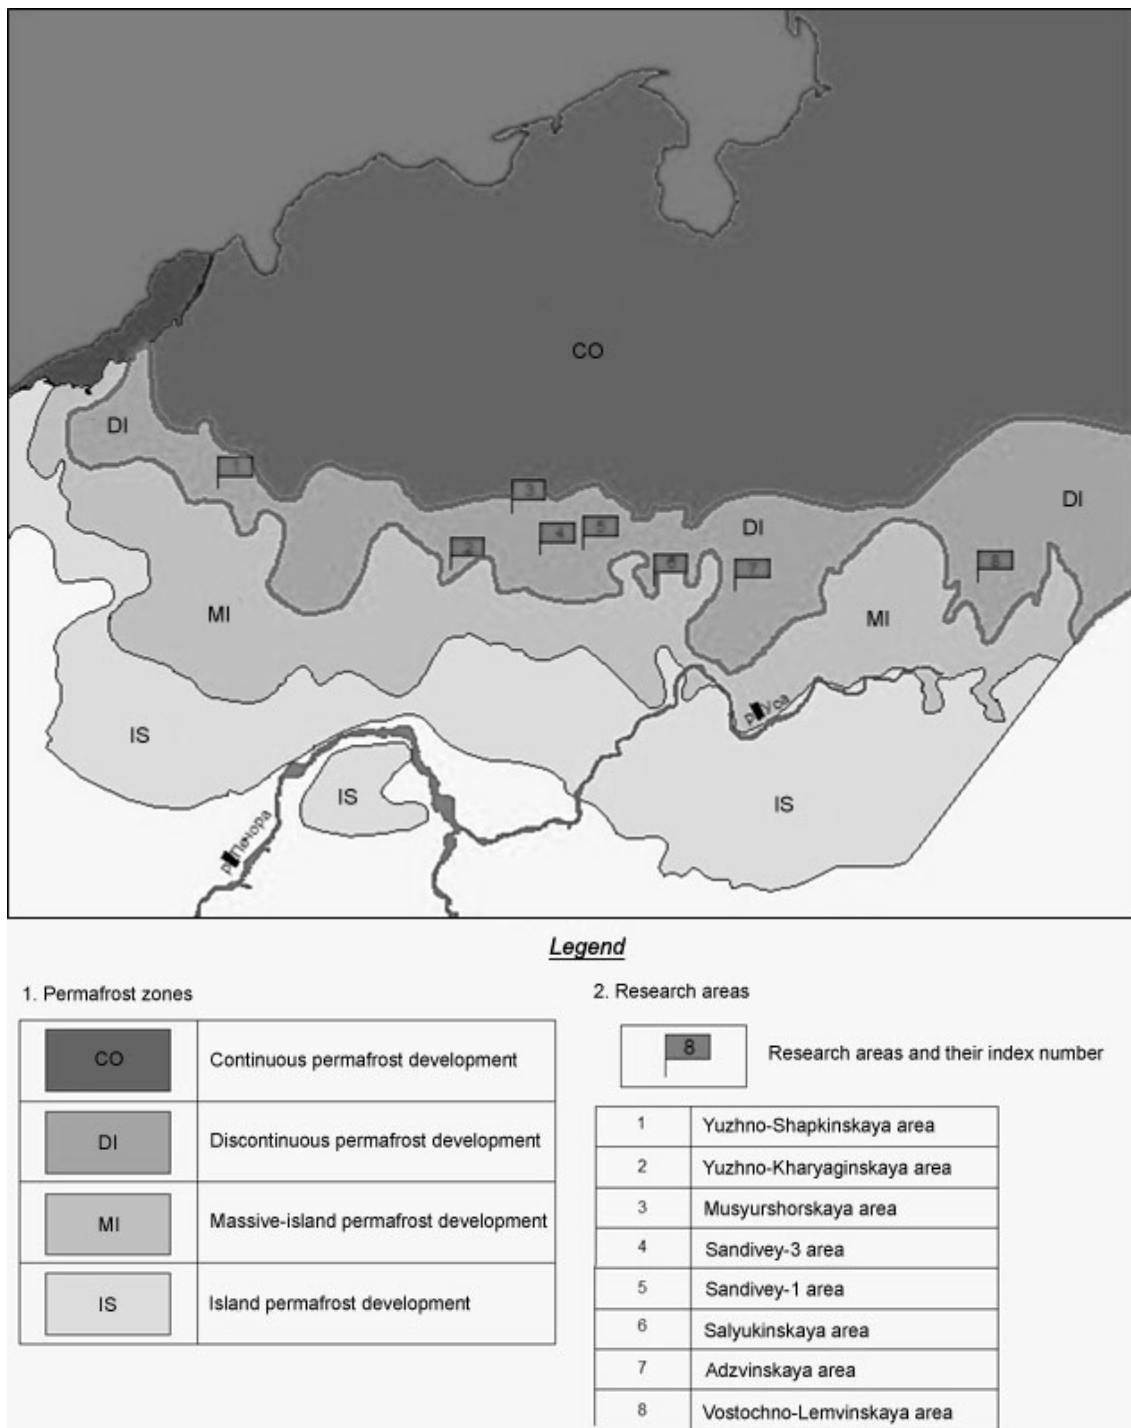 CO
DI
1
3
DI
DI
5
4
2
6
7
8
MI
MI
р. Уса
IS
IS
IS
р. Печора
Legend
1. Permafrost zones
CO Continuous permafrost development
DI Discontinuous permafrost development
MI Massive-island permafrost development
IS Island permafrost development
2. Research areas
8 Research areas and their index number
1 Yuzhno-Shapkinskaya area
2 Yuzhno-Kharyaginskaya area
3 Musyurshorskaya area
4 Sandivey-3 area
5 Sandivey-1 area
6 Salyukinskaya area
7 Adzvinskaya area
8 Vostochno-Lemvinskaya area